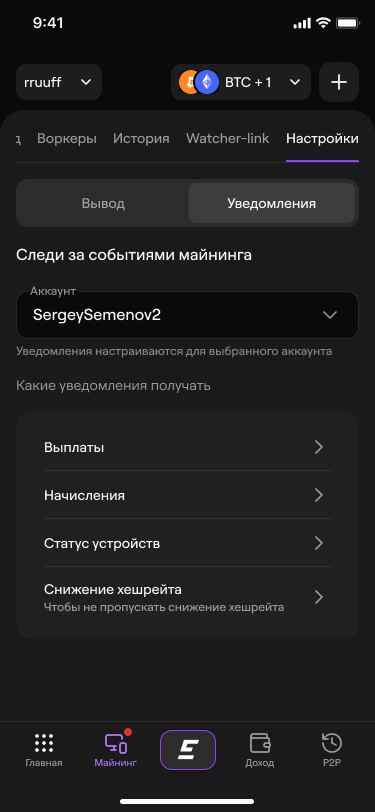 9:41
rruuff
BTC + 1
Воркеры История Watcher-link Настройки
Вывод Уведомления
Следи за событиями майнинга
Аккаунт
SergeySemenov2
Уведомления настраиваются для выбранного аккаунта
Какие уведомления получать
Выплаты
Начисления
Статус устройств
Снижение хешрейта
Чтобы не пропускать снижение хешрейта
Главная Майнинг Доход P2P